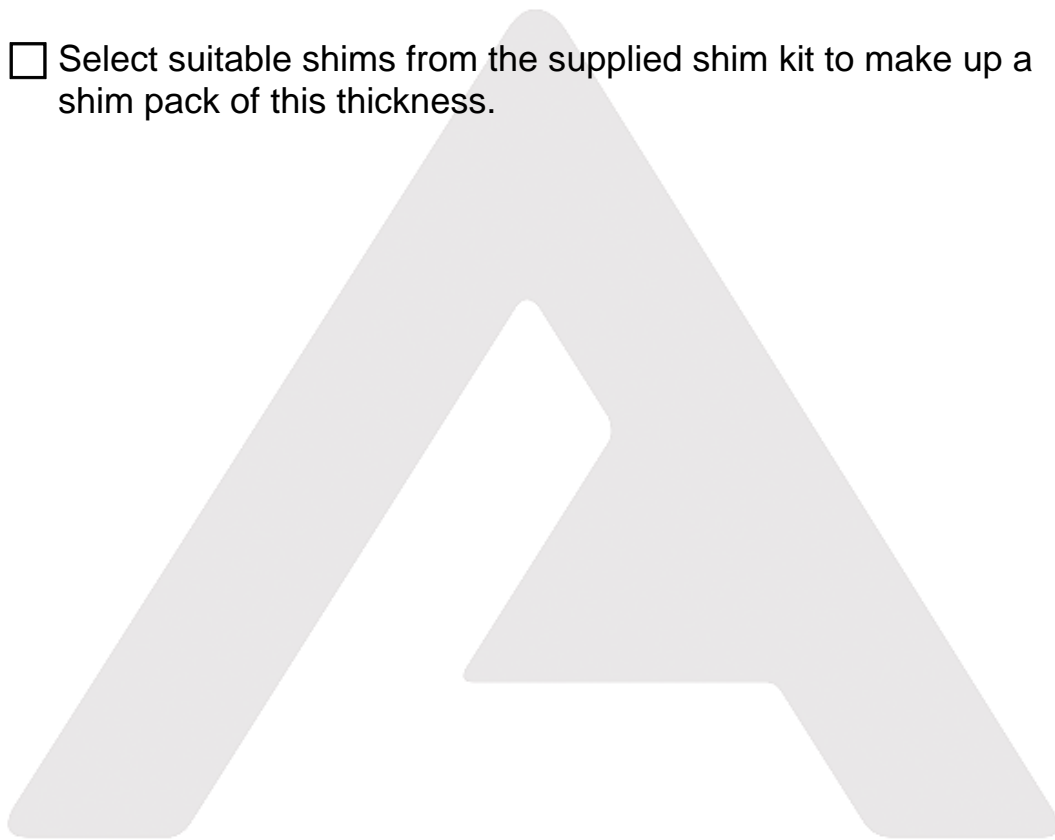 Select suitable shims from the supplied shim kit to make up a
shim pack of this thickness.